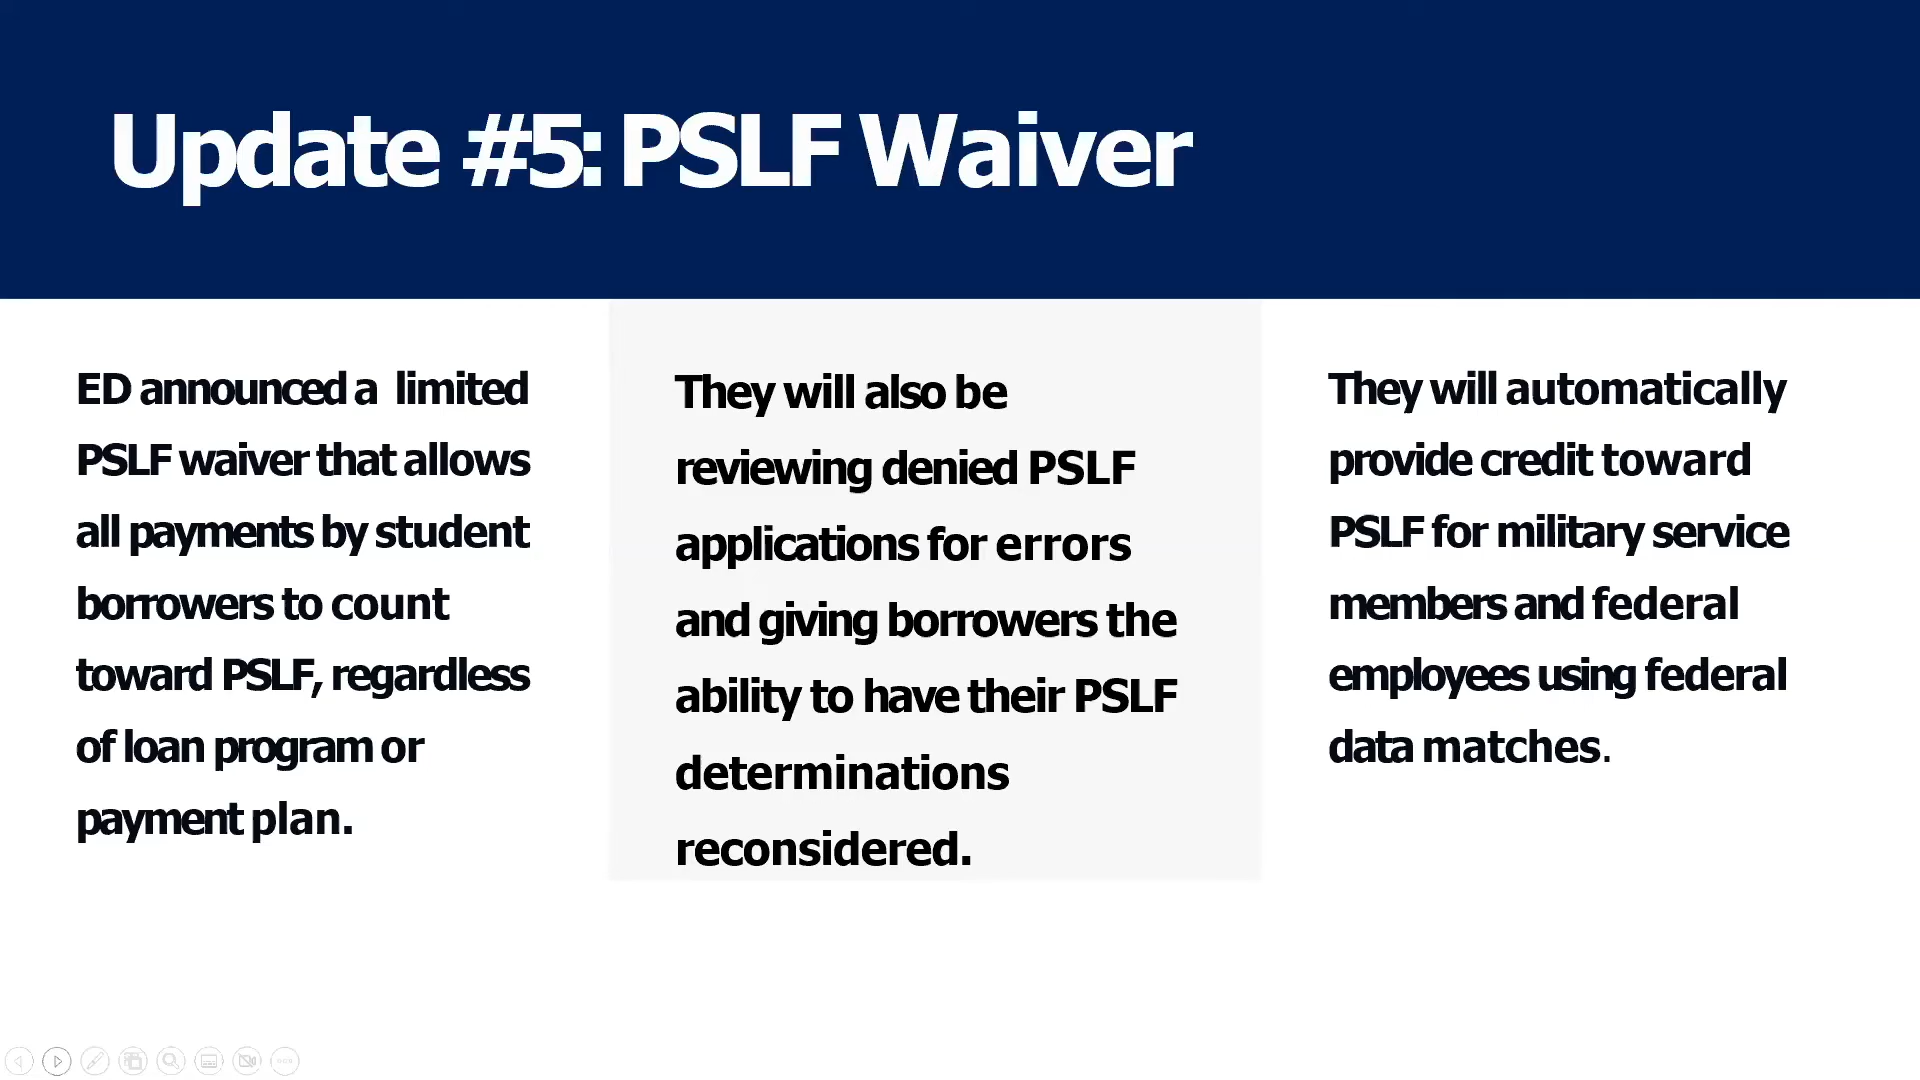 Update #5: PSLF Waiver
ED announced a limited
PSLF waiver that allows
all payments by student
borrowers to count
toward PSLF, regardless
of loan program or
payment plan.
They will also be
reviewing denied PSLF
applications for errors
and giving borrowers the
ability to have their PSLF
determinations
reconsidered.
They will automatically
provide credit toward
PSLF for military service
members and federal
employees using federal
data matches.